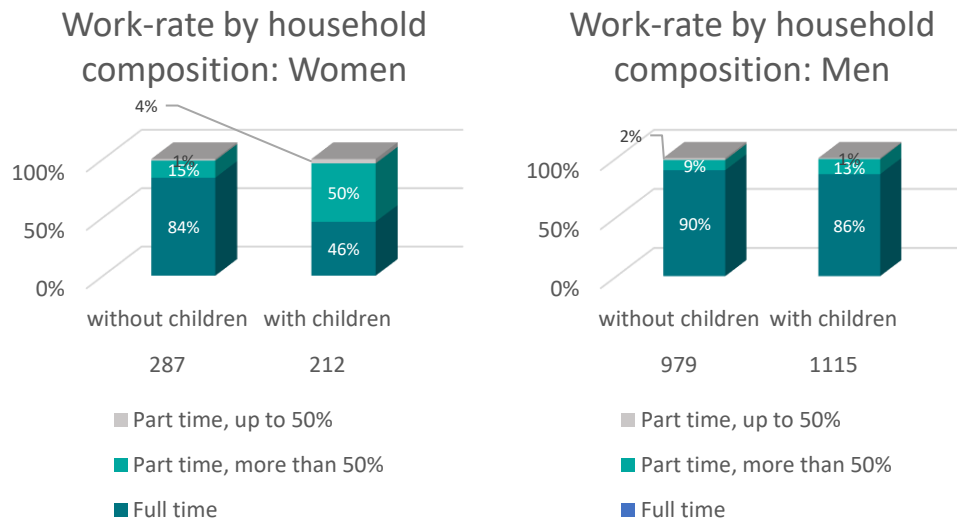 Work-rate by household
composition: Women
4%
100%
50%
0%
1%
15%
84%
50%
46%
without children with children
287 212
Part time, up to 50%
Part time, more than 50%
Full time
Work-rate by household
composition: Men
2%
100%
50%
0%
9%
90%
1%
13%
86%
without children with children
979 1115
Part time, up to 50%
Part time, more than 50%
Full time